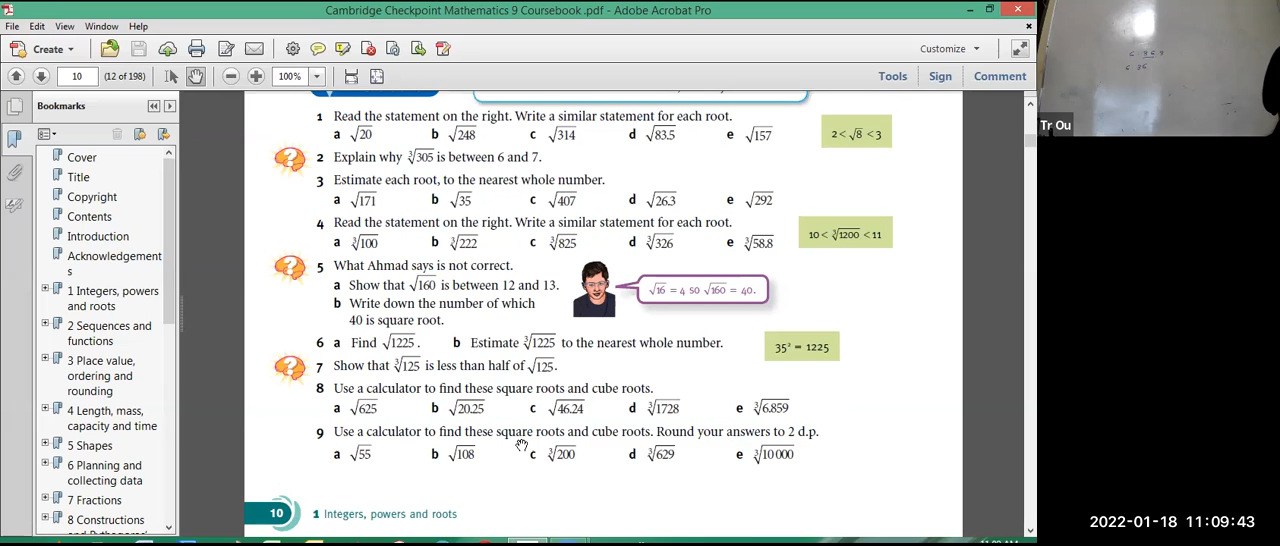 Cambridge Checkpoint Mathematics 9 Coursebook .pdf - Adobe Acrobat Pro
File Edit View Window Help
Create Customize
10 (12 of 198) 100% Tools Sign Comment
Bookmarks
Cover
Title
Copyright
Contents
Introduction
Acknowledgement
s
1 Integers, powers
and roots
2 Sequences and
functions
3 Place value,
ordering and
rounding
4 Length, mass,
capacity and time
5 Shapes
6 Planning and
collecting data
7 Fractions
8 Constructions
1 Read the statement on the right. Write a similar statement for each root.
a √20 b √248 c √314 d √83.5 e √157
2 < √8 < 3
2 Explain why ∛305 is between 6 and 7.
3 Estimate each root, to the nearest whole number.
a √171 b √35 c √407 d √26.3 e √292
4 Read the statement on the right. Write a similar statement for each root.
a ∛100 b ∛222 c ∛825 d ∛326 e ∛58.8
10 < ∛1200 < 11
5 What Ahmad says is not correct.
a Show that √160 is between 12 and 13.
b Write down the number of which
40 is square root.
√16 = 4 so √160 = 40.
6 a Find √1225. b Estimate ∛1225 to the nearest whole number.
35² = 1225
7 Show that ∛125 is less than half of √125.
8 Use a calculator to find these square roots and cube roots.
a √625 b √20.25 c √46.24 d ∛1728 e ∛6.859
9 Use a calculator to find these square roots and cube roots. Round your answers to 2 d.p.
a √55 b √108 c ∛200 d ∛629 e ∛10 000
10 1 Integers, powers and roots
Tr Ou
2022-01-18 11:09:43